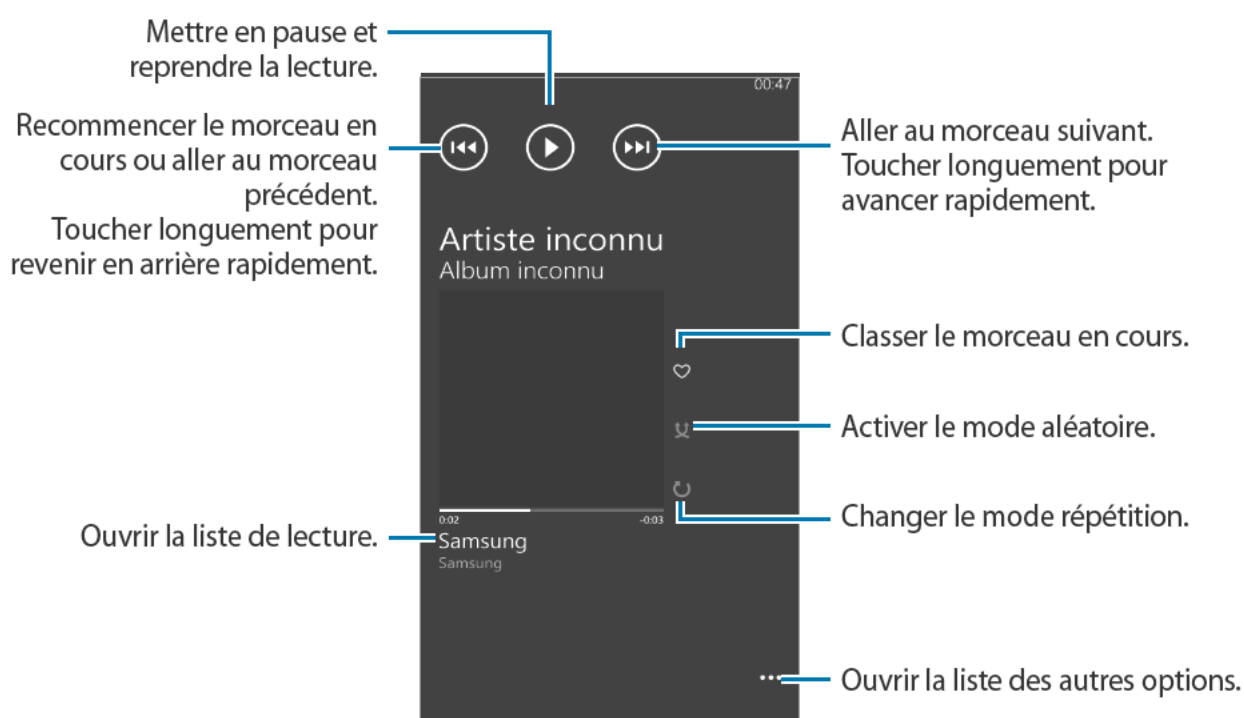 Mettre en pause et
reprendre la lecture.
Recommencer le morceau en
cours ou aller au morceau
précédent.
Toucher longuement pour
revenir en arrière rapidement.
00:47
Aller au morceau suivant.
Toucher longuement pour
avancer rapidement.
Artiste inconnu
Album inconnu
Classer le morceau en cours.
Activer le mode aléatoire.
Changer le mode répétition.
0:02
-0:03
Ouvrir la liste de lecture.
Samsung
Samsung
Ouvrir la liste des autres options.